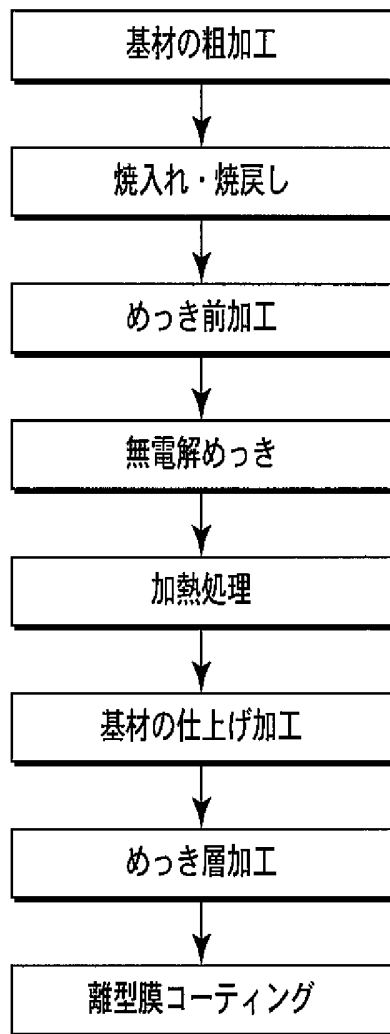 基材の粗加工
焼入れ・焼戻し
めっき前加工
無電解めっき
加熱処理
基材の仕上げ加工
めっき層加工
離型膜コーティング